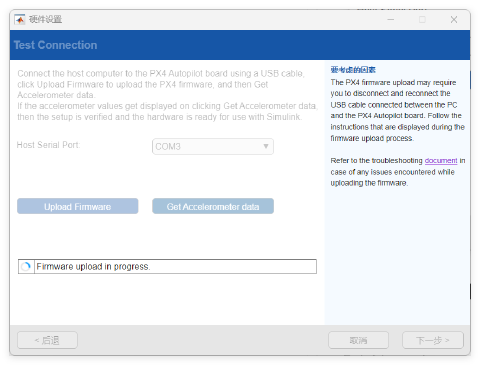 硬件设置
Test Connection
Connect the host computer to the PX4 Autopilot board using a USB cable,
click Upload Firmware to upload the PX4 firmware, and then Get
Accelerometer data.
If the accelerometer values get displayed on clicking Get Accelerometer data,
then the setup is verified and the hardware is ready for use with Simulink.
Host Serial Port:
COM3
Upload Firmware
Get Accelerometer data
Firmware upload in progress.
要考虑的因素
The PX4 firmware upload may require
you to disconnect and reconnect the
USB cable connected between the PC
and the PX4 Autopilot board. Follow the
instructions that are displayed during the
firmware upload process.
Refer to the troubleshooting document in
case of any issues encountered while
uploading the firmware.
< 后退
取消
下一步 >